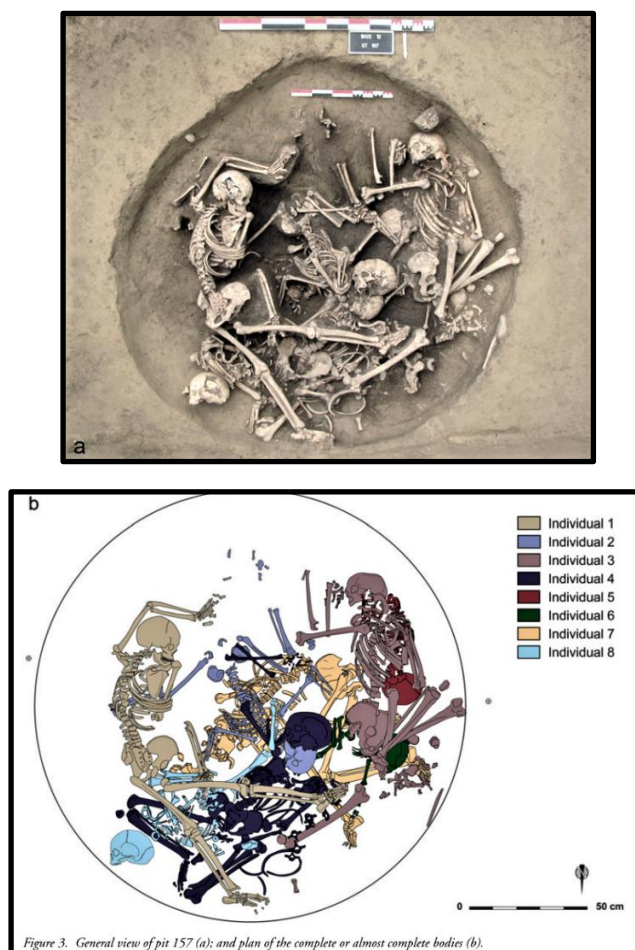 a
b
Individual 1
Individual 2
Individual 3
Individual 4
Individual 5
Individual 6
Individual 7
Individual 8
N
0 50 cm
Figure 3. General view of pit 157 (a); and plan of the complete or almost complete bodies (b).